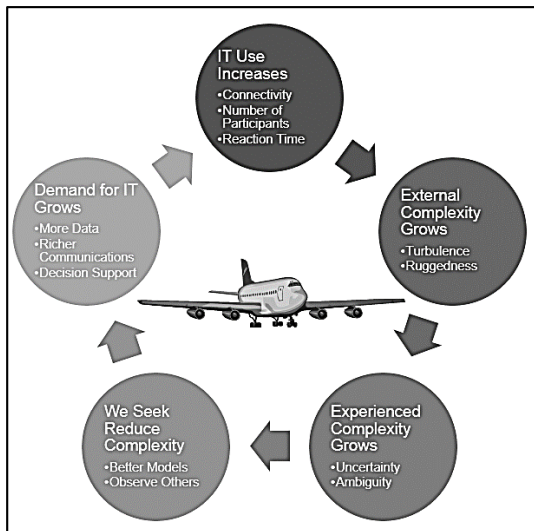 IT Use
Increases
•Connectivity
•Number of
Participants
•Reaction Time
External
Complexity
Grows
•Turbulence
•Ruggedness
Experienced
Complexity
Grows
•Uncertainty
•Ambiguity
We Seek
Reduce
Complexity
•Better Models
•Observe Others
Demand for IT
Grows
•More Data
•Richer
Communications
•Decision Support